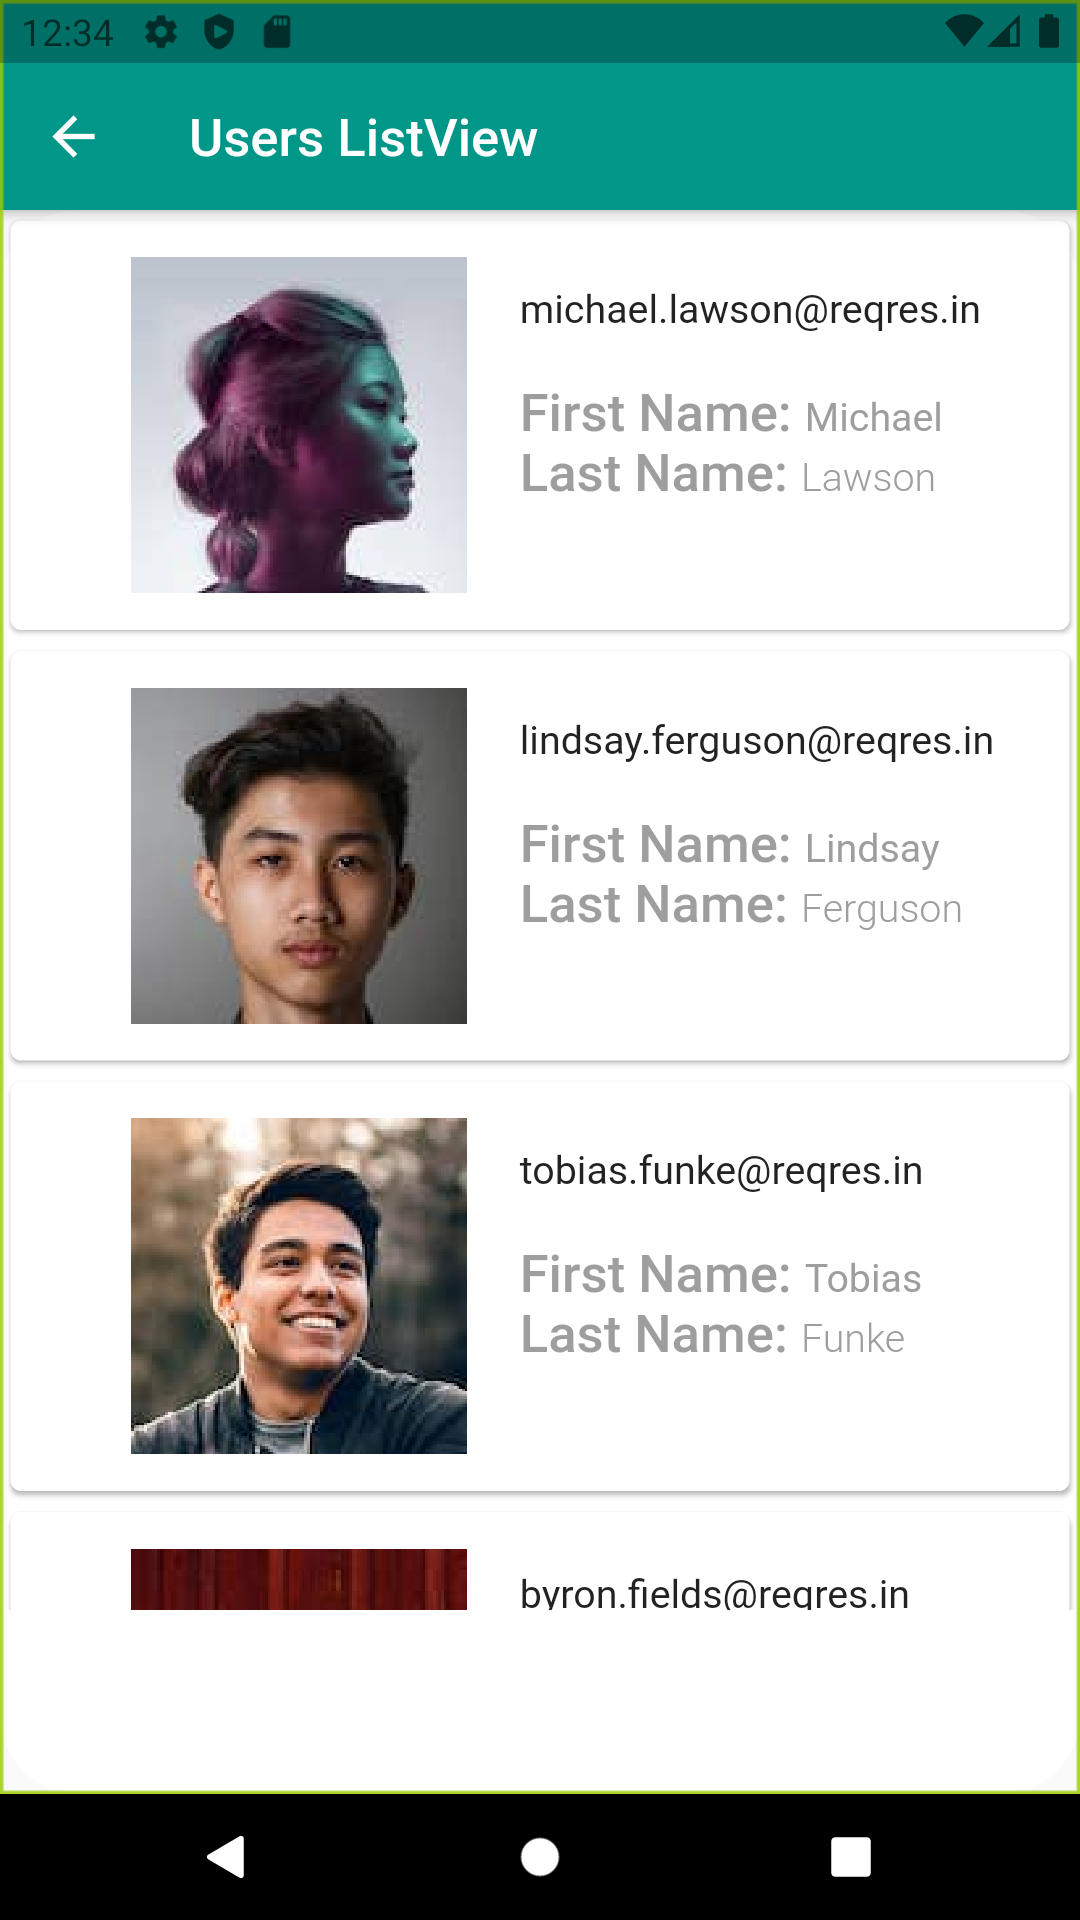 12:34
Users ListView
michael.lawson@reqres.in
First Name: Michael
Last Name: Lawson
lindsay.ferguson@reqres.in
First Name: Lindsay
Last Name: Ferguson
tobias.funke@reqres.in
First Name: Tobias
Last Name: Funke
byron.fields@reqres.in